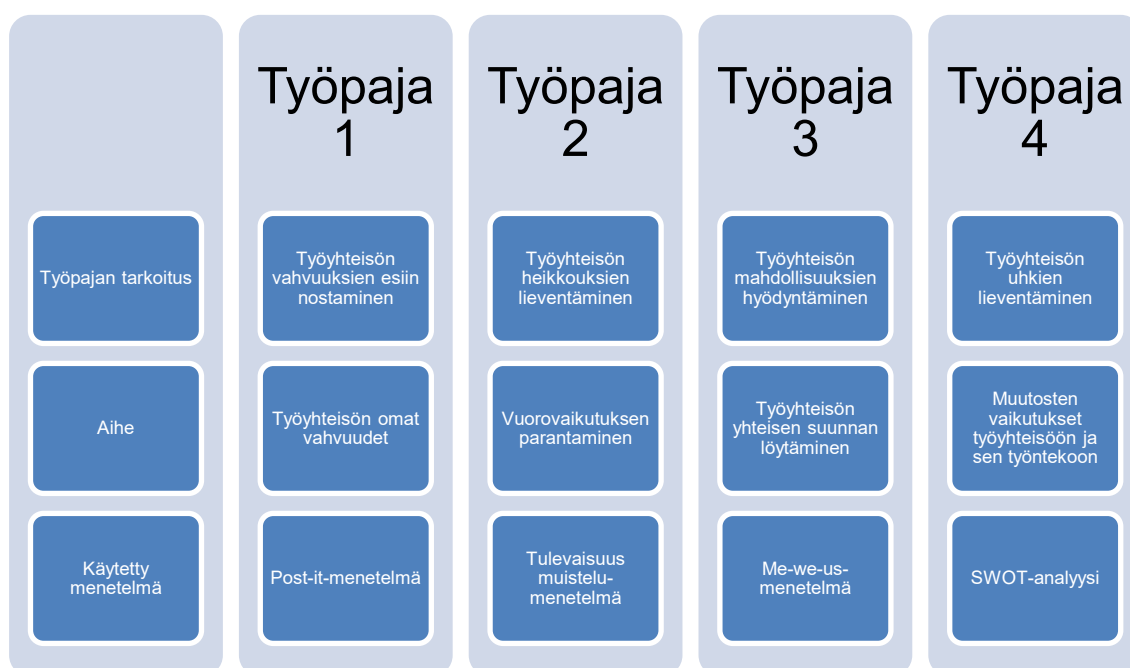 Työpaja
1
Työpaja
2
Työpaja
3
Työpaja
4
Työpajan tarkoitus
Työyhteisön
vahvuuksien esiin
nostaminen
Työyhteisön
heikkouksien
lieventäminen
Työyhteisön
mahdollisuuksien
hyödyntäminen
Työyhteisön
uhkien
lieventäminen
Aihe
Työyhteisön omat
vahvuudet
Vuorovaikutuksen
parantaminen
Työyhteisön
yhteisen suunnan
löytäminen
Muutosten
vaikutukset
työyhteisöön ja
sen työntekoon
Käytetty
menetelmä
Post-it-menetelmä
Tulevaisuus
muistelu-
menetelmä
Me-we-us-
menetelmä
SWOT-analyysi